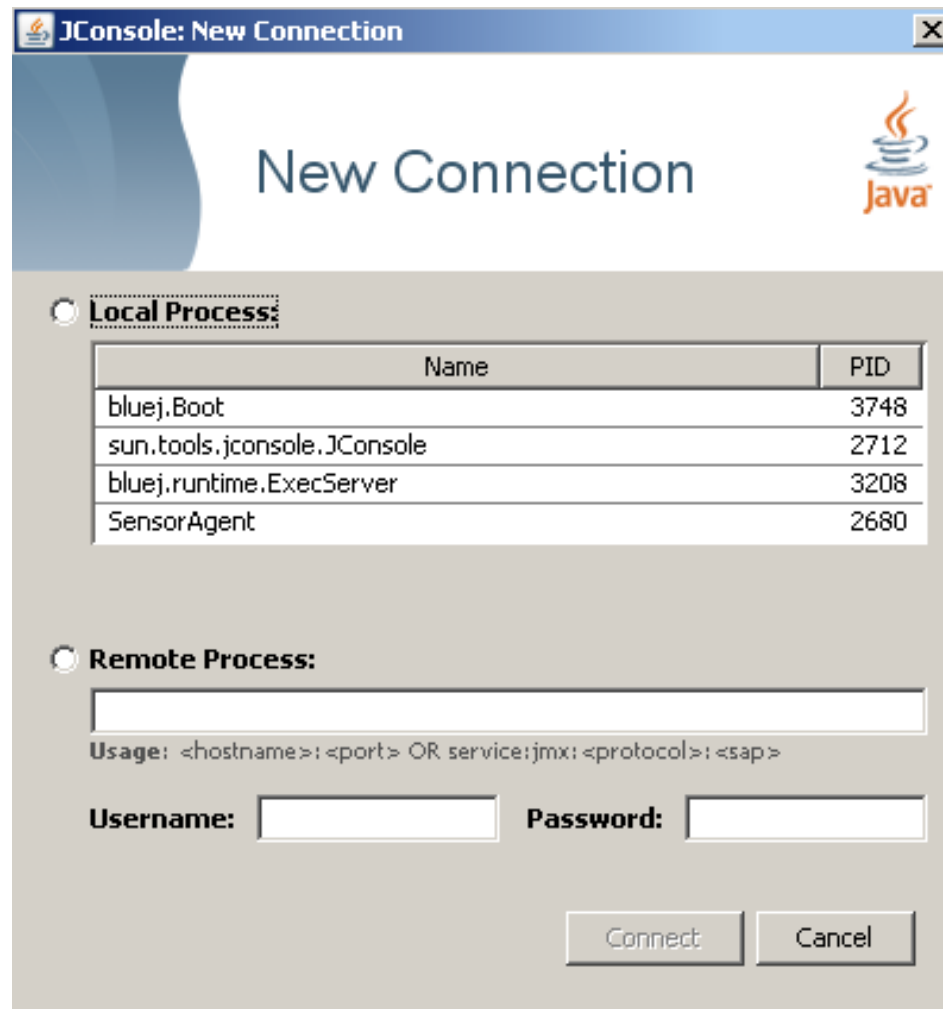 JConsole: New Connection
New Connection
Java
Local Process:
Name PID
bluej.Boot 3748
sun.tools.jconsole.JConsole 2712
bluej.runtime.ExecServer 3208
SensorAgent 2680
Remote Process:
Usage: <hostname>:<port> OR service:jmx:<protocol>:<sap>
Username: Password:
Connect Cancel